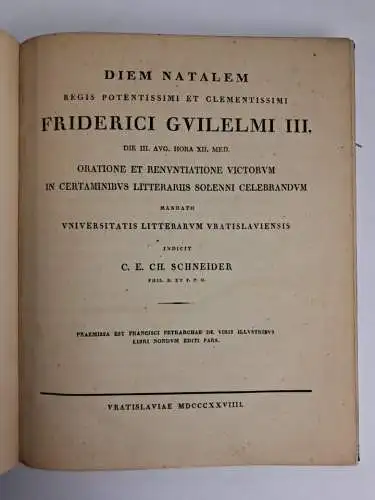 DIEM NATALEM
REGIS POTENTISSIMI ET CLEMENTISSIMI
FRIDERICI GVILELMI III.
DIE III. AVG. HORA XII. MED.
ORATIONE ET RENVNTIATIONE VICTORVM
IN CERTAMINIBVS LITTERARIIS SOLENNI CELEBRANDVM
MANDATO
VNIVERSITATIS LITTERARVM VRATISLAVIENSIS
INDICIT
C. E. CH. SCHNEIDER
PHIL. D. ET P. P. O.
PRAEMISSA EST FRANCISCI PETRARCHAE DE VIRIS ILLVSTRIBVS
LIBRI NONDVM EDITI PARS.
VRATISLAVIAE MDCCCXXVIIII.